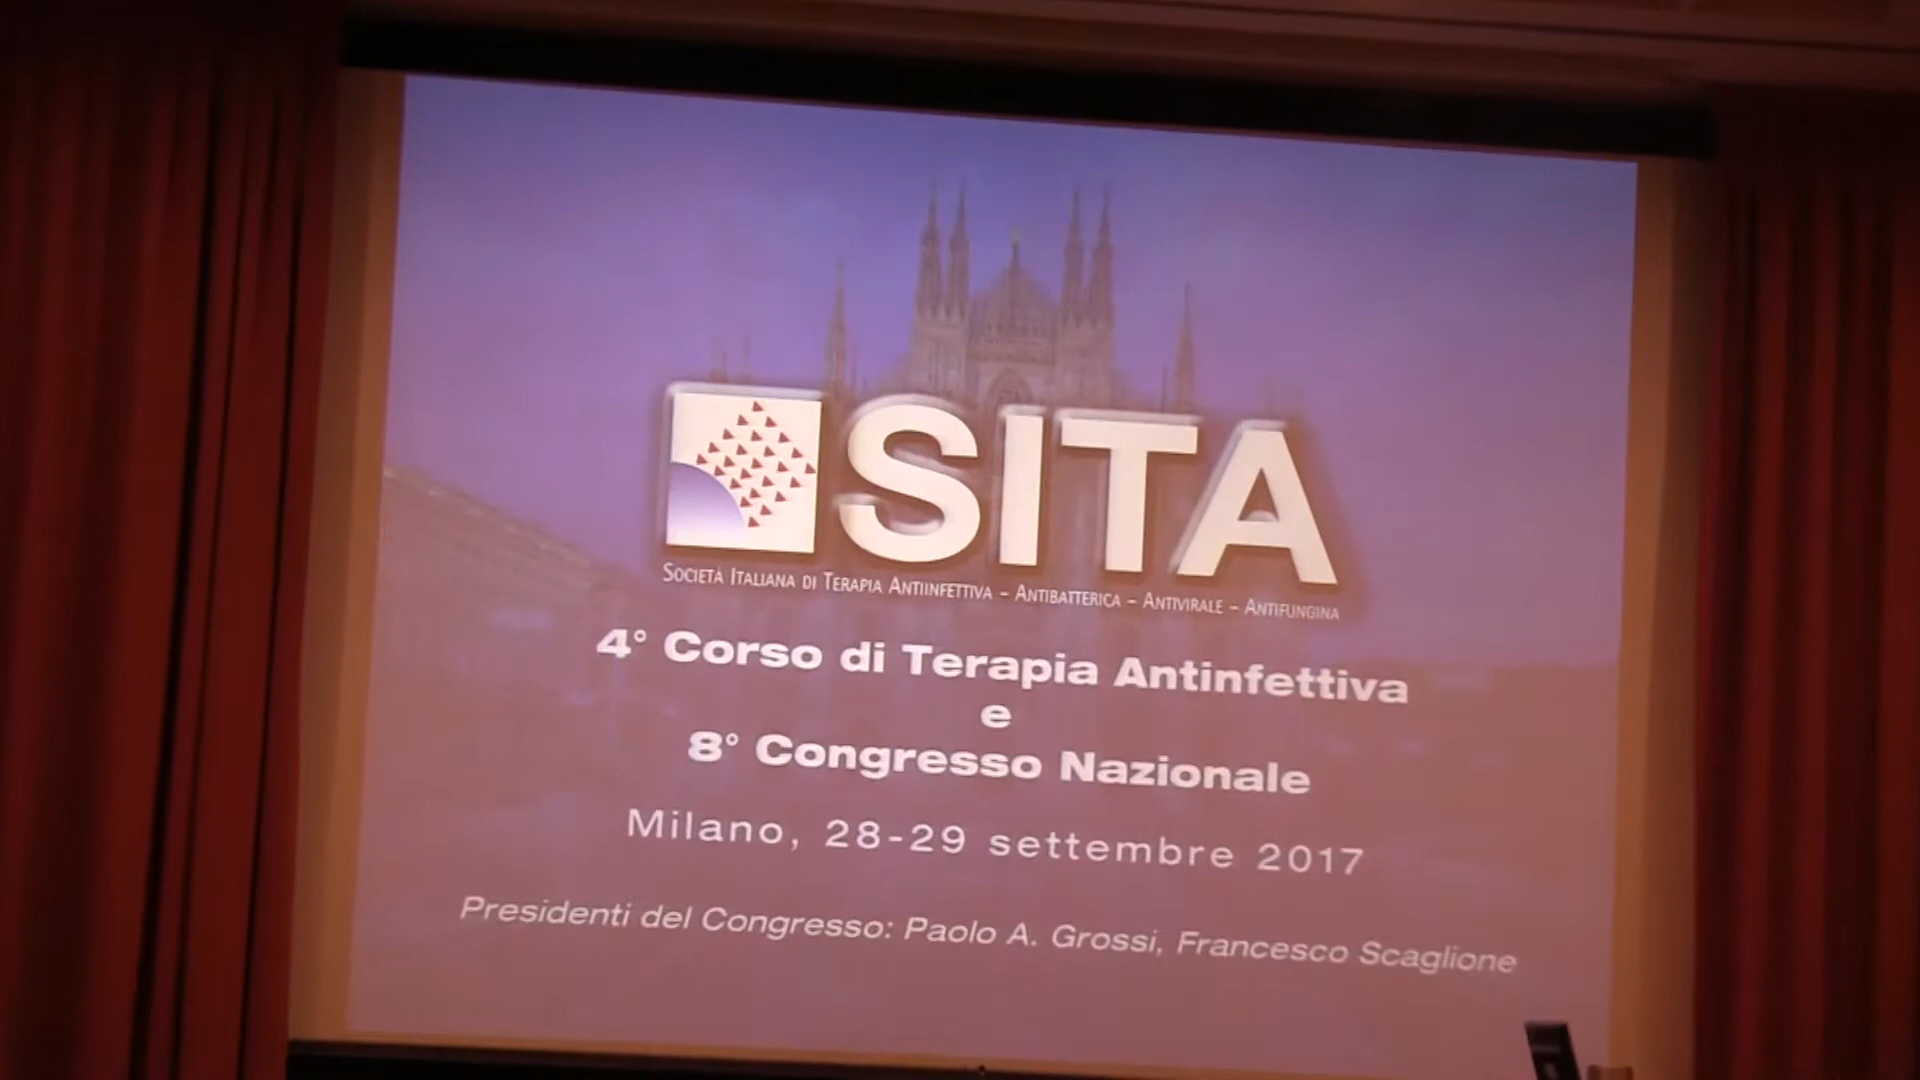 SITA
Società Italiana di Terapia Antiinfettiva - Antibatterica - Antivirale - Antifungina
4° Corso di Terapia Antinfettiva
e
8° Congresso Nazionale
Milano, 28-29 settembre 2017
Presidenti del Congresso: Paolo A. Grossi, Francesco Scaglione